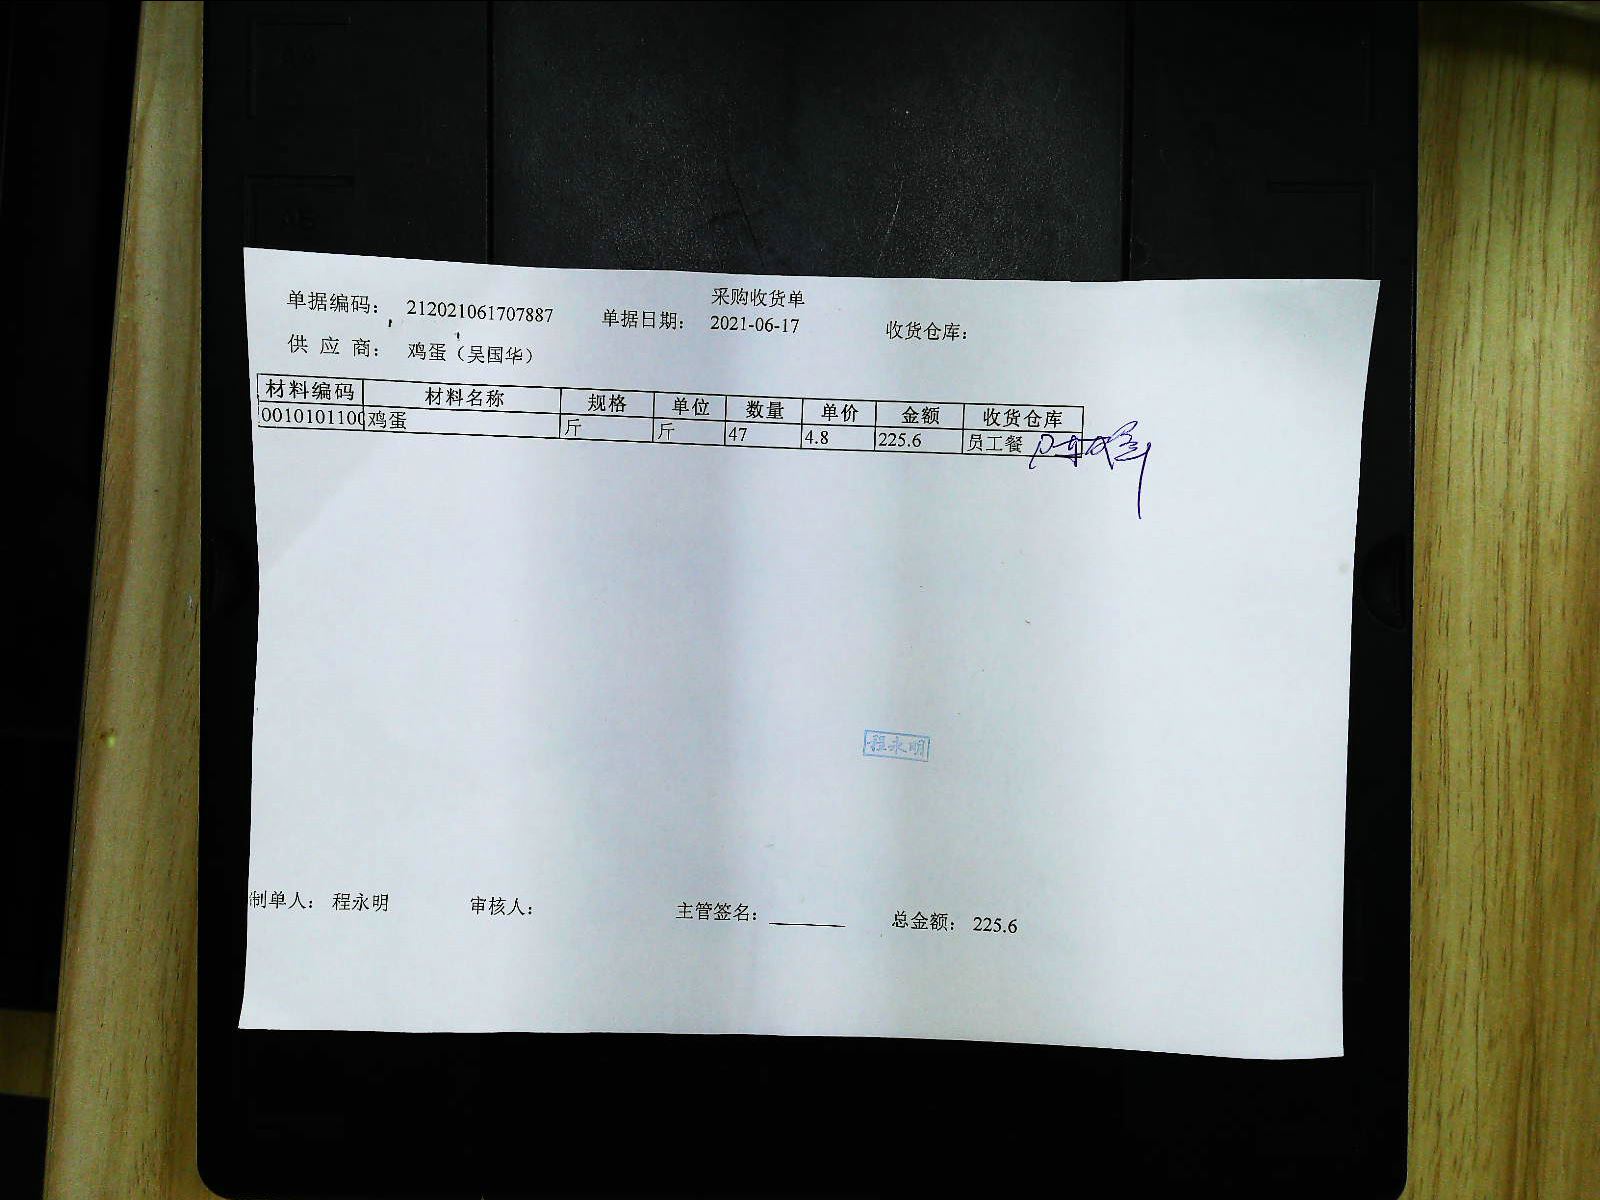 采购收货单
单据编码： 212021061707887 单据日期： 2021-06-17 收货仓库：
供 应 商： 鸡蛋（吴国华）
材料编码 材料名称 规格 单位 数量 单价 金额 收货仓库
0010101100 鸡蛋 斤 斤 47 4.8 225.6 员工餐
程永明
制单人： 程永明 审核人： 主管签名： 总金额： 225.6